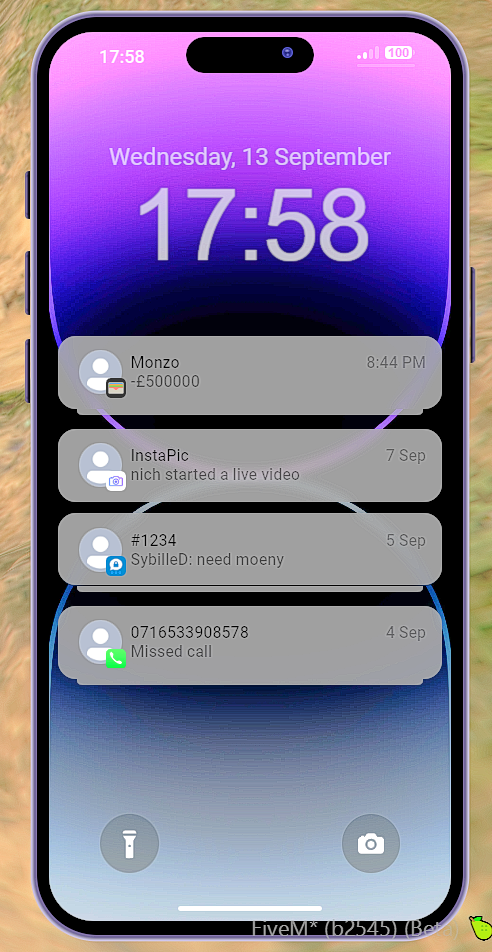 17:58
100
Wednesday, 13 September
17:58
Monzo 8:44 PM
-£500000
InstaPic 7 Sep
nich started a live video
#1234 5 Sep
SybilleD: need moeny
0716533908578 4 Sep
Missed call
FiveM* (b2545) (Beta